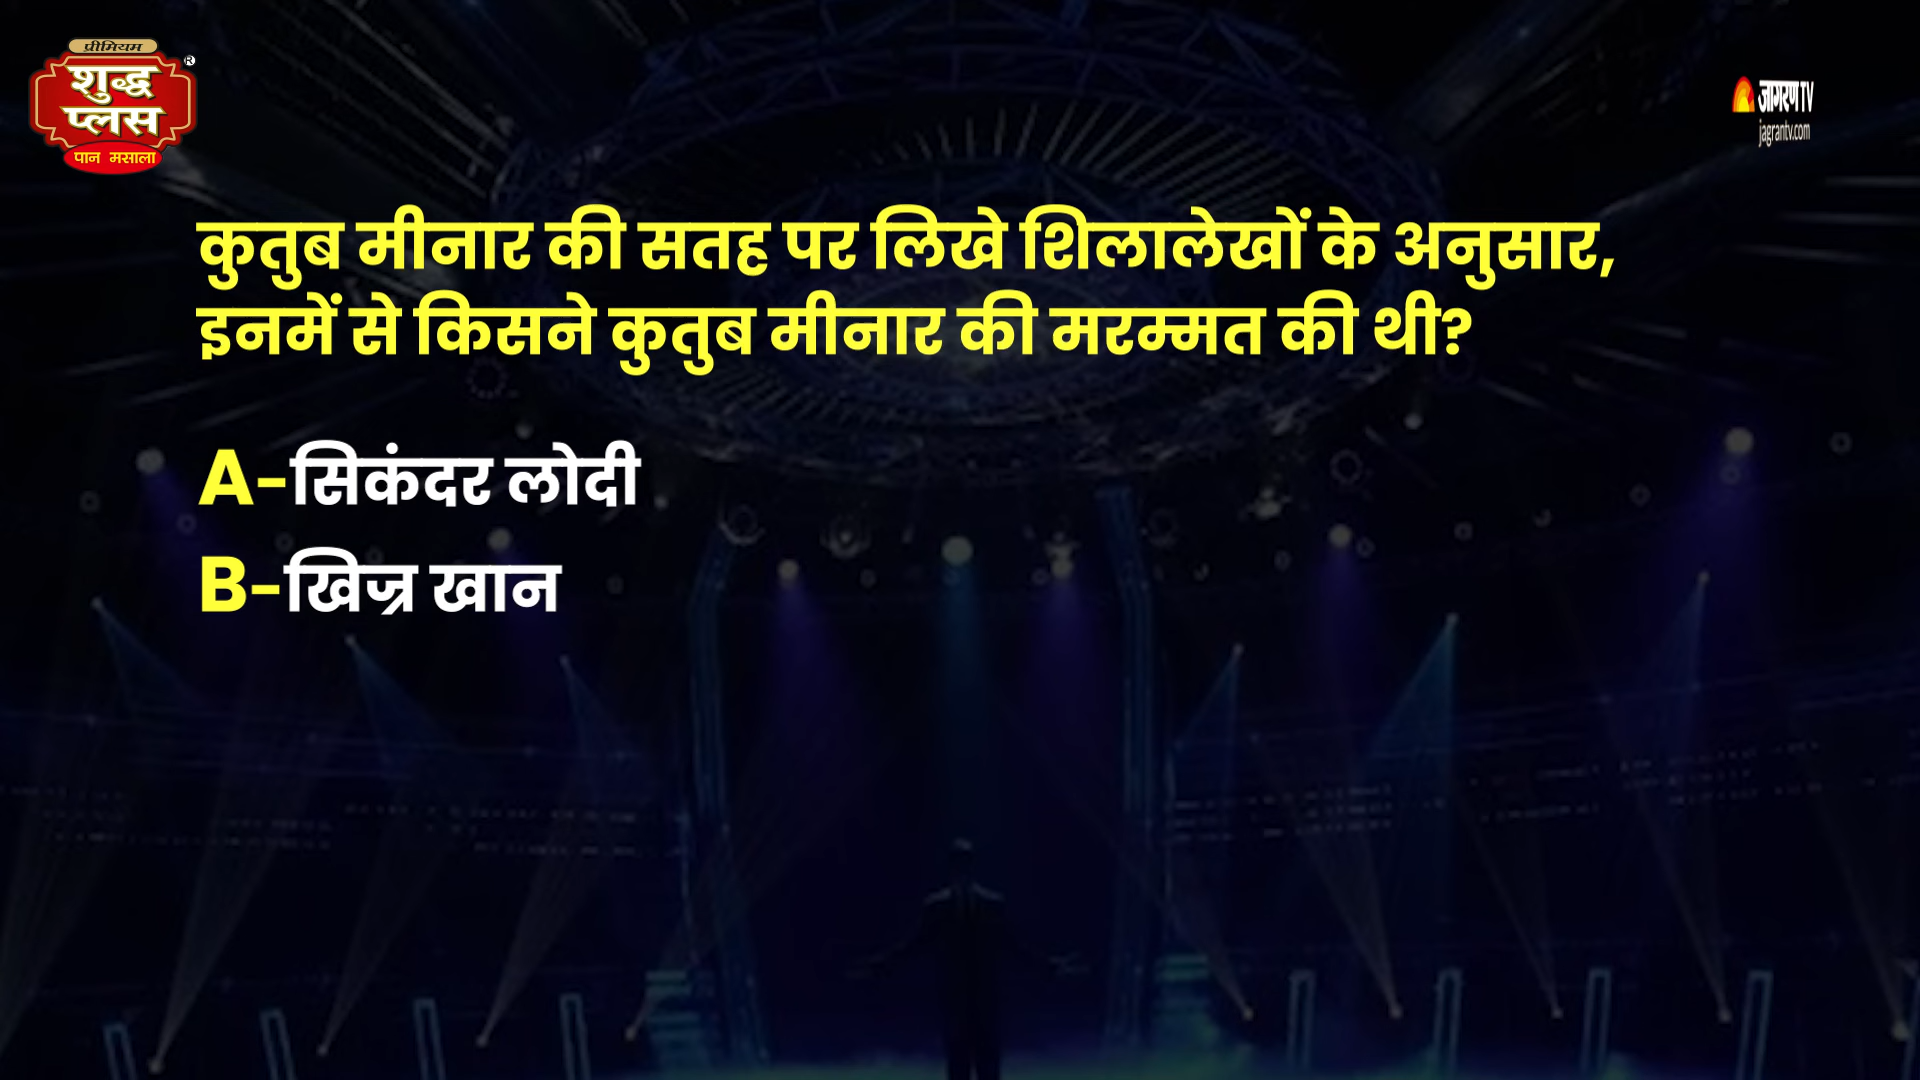 प्रीमियम
शुद्ध
प्लस
®
पान मसाला
जागरण TV
jagrantv.com
कुतुब मीनार की सतह पर लिखे शिलालेखों के अनुसार,
इनमें से किसने कुतुब मीनार की मरम्मत की थी?
A-सिकंदर लोदी
B-खिज्र खान